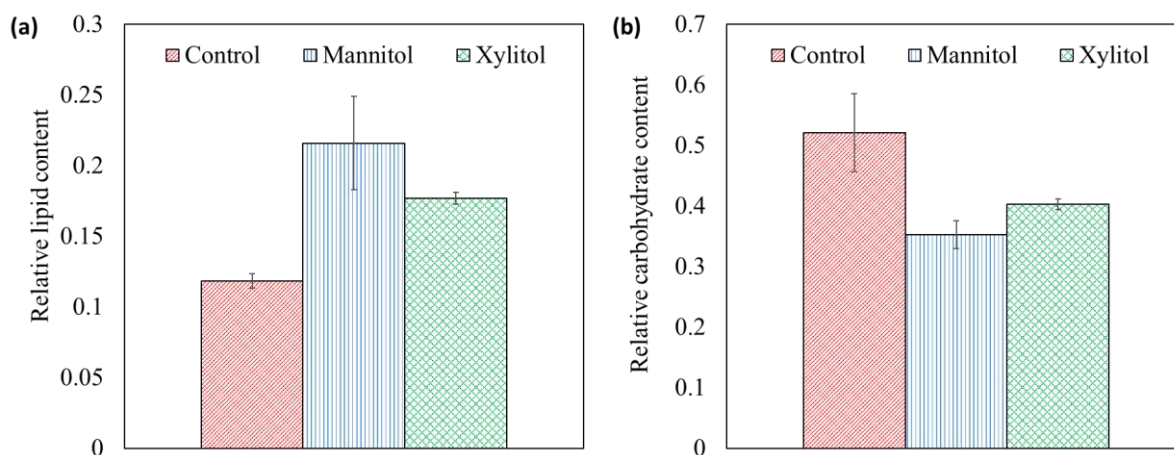 (a)
Relative lipid content
0.3
0.25
0.2
0.15
0.1
0.05
0
Control Mannitol Xylitol
(b)
Relative carbohydrate content
0.7
0.6
0.5
0.4
0.3
0.2
0.1
0
Control Mannitol Xylitol